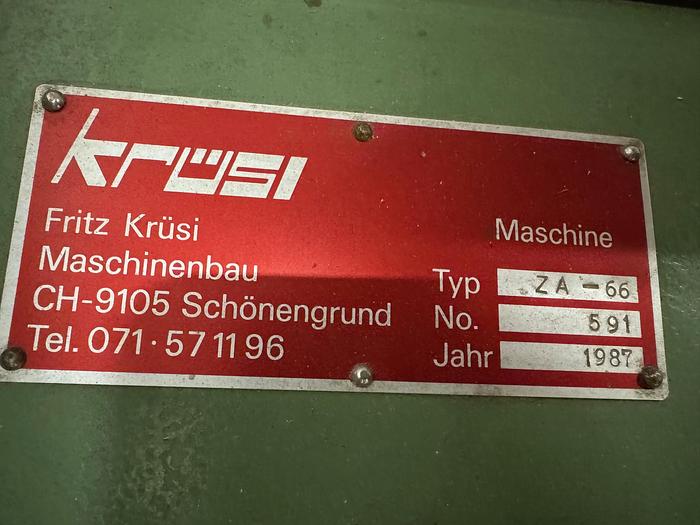 krüsi
Fritz Krüsi
Maschinenbau
CH-9105 Schönengrund
Tel. 071·57 11 96
Maschine
Typ ZA-66
No. 591
Jahr 1987